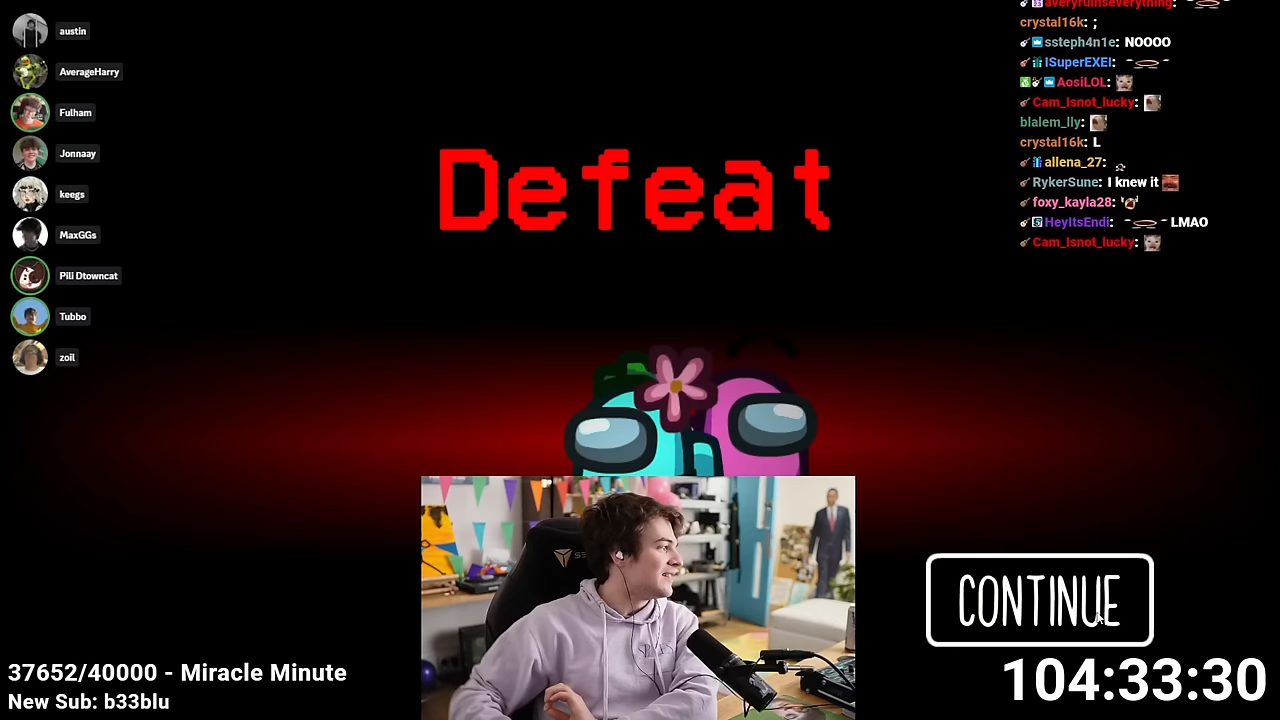 austin
AverageHarry
Fulham
Jonnaay
keegs
MaxGGs
Pili Dtowncat
Tubbo
zoil
Defeat
averyruinseverything:
crystal16k: ;
ssteph4n1e: NOOOO
ISuperEXEI:
AosiLOL:
Cam_Isnot_lucky:
blalem_lly:
crystal16k: L
allena_27:
RykerSune: I knew it
foxy_kayla28:
HeyItsEndi: LMAO
Cam_Isnot_lucky:
CONTINUE
37652/40000 - Miracle Minute
New Sub: b33blu
104:33:30